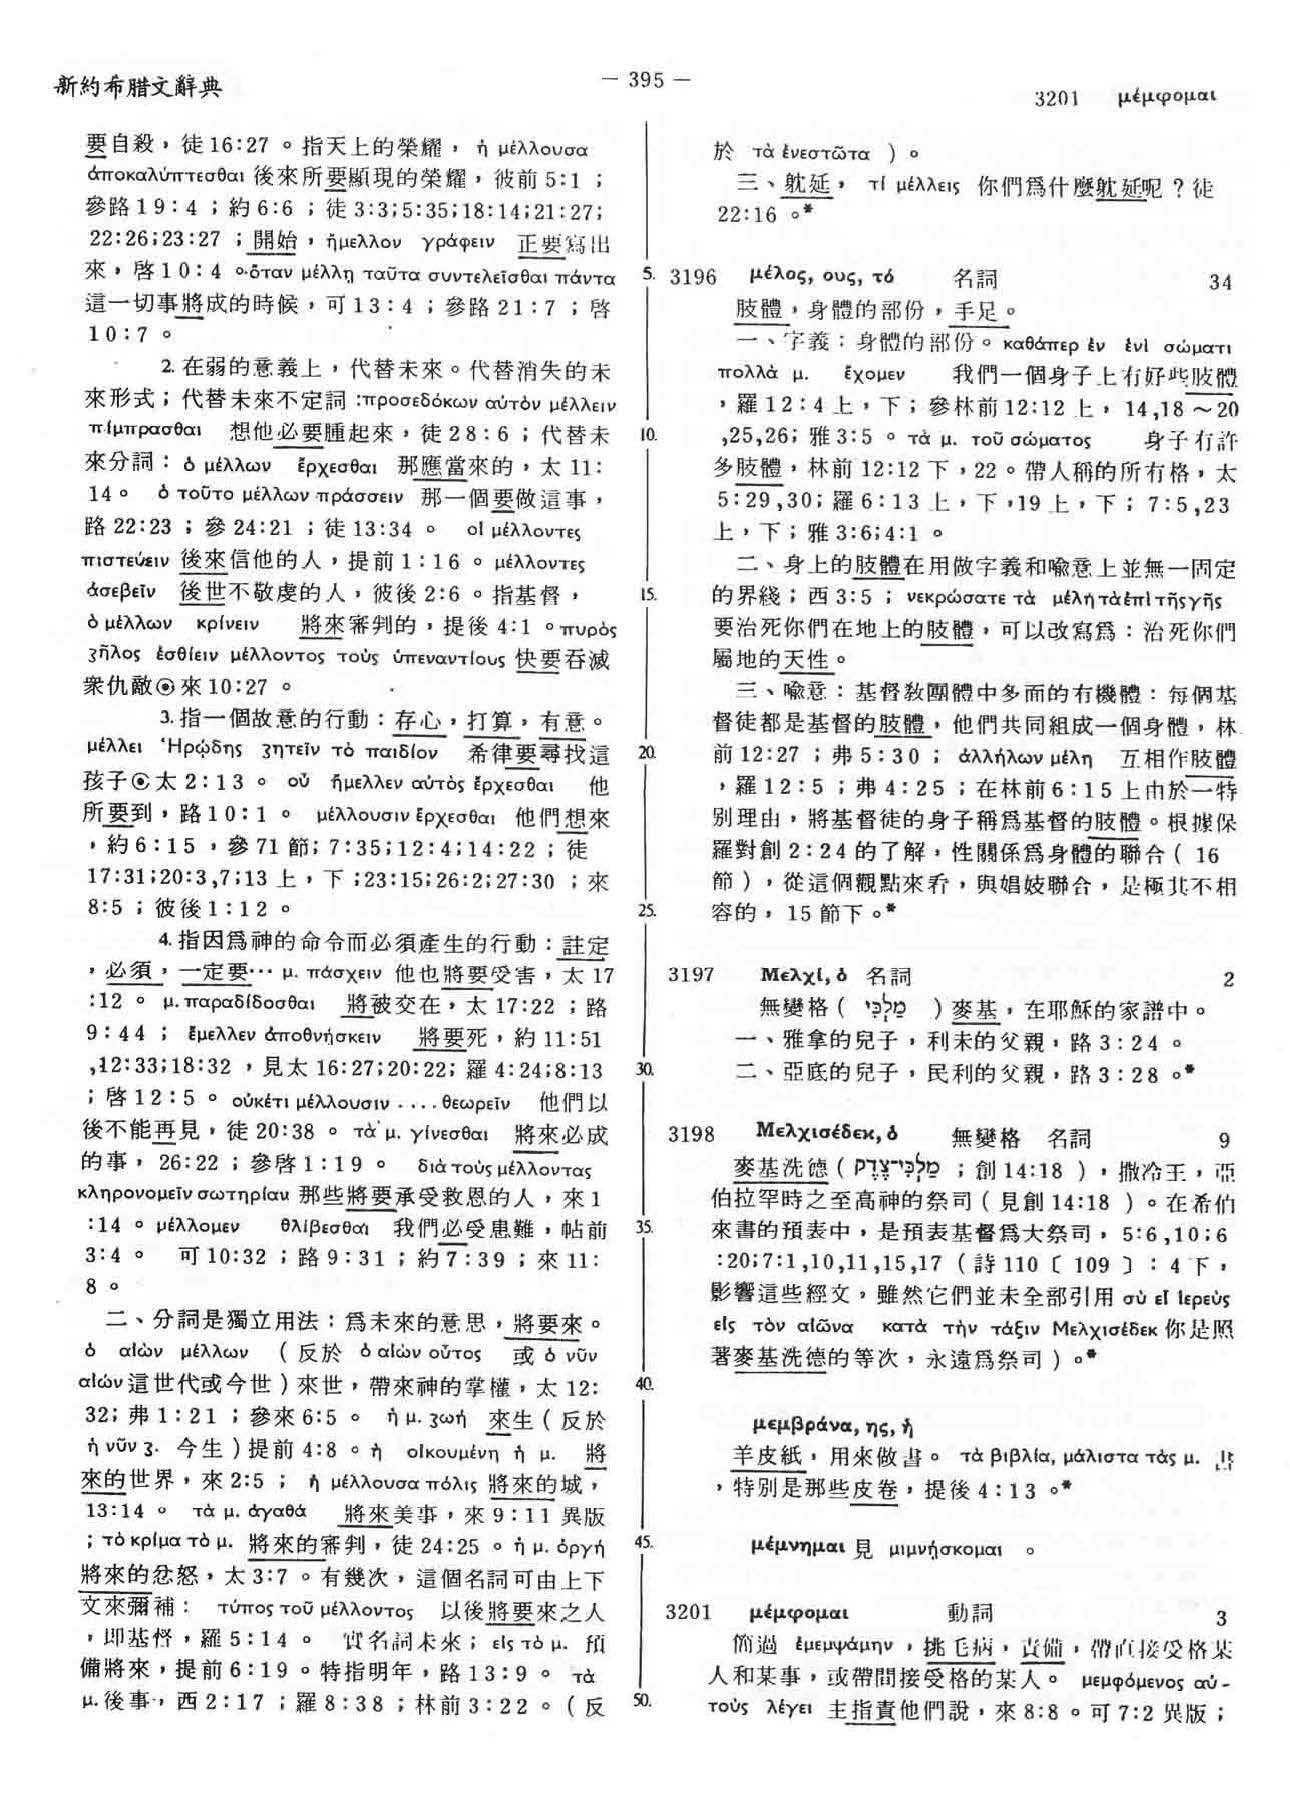 新約希腊文辭典
— 395 —
3201 μέμφομαι
要自殺，徒16:27。指天上的榮耀，ἡ μέλλουσα
ἀποκαλύπτεσθαι 後來所要顯現的榮耀，彼前5:1；
參路19:4；約6:6；徒3:3;5:35;18:14;21:27;
22:26;23:27；開始，ἤμελλον γράφειν 正要寫出
來，啓10:4。ὅταν μέλλῃ ταῦτα συντελεῖσθαι πάντα
這一切事將成的時候，可13:4；參路21:7；啓
10:7。
2. 在弱的意義上，代替未來。代替消失的未
來形式；代替未來不定詞:προσεδόκων αὐτὸν μέλλειν
πίμπρασθαι 想他必要腫起來，徒28:6；代替未
來分詞：ὁ μέλλων ἔρχεσθαι 那應當來的，太11:
14。 ὁ τοῦτο μέλλων πράσσειν 那一個要做這事，
路22:23；參24:21；徒13:34。 οἱ μέλλοντες
πιστεύειν 後來信他的人，提前1:16。μέλλοντες
ἀσεβεῖν 後世不敬虔的人，彼後2:6。指基督，
ὁ μέλλων κρίνειν 將來審判的，提後4:1。πυρὸς
ζῆλος ἐσθίειν μέλλοντος τοὺς ὑπεναντίους 快要吞滅
衆仇敵⊙來10:27。
3. 指一個故意的行動：存心，打算，有意。
μέλλει Ἡρῴδης ζητεῖν τὸ παιδίον 希律要尋找這
孩子⊙太2:13。 οὗ ἤμελλεν αὐτὸς ἔρχεσθαι 他
所要到，路10:1。 μέλλουσιν ἔρχεσθαι 他們想來
，約6:15，參71節;7:35;12:4;14:22；徒
17:31;20:3,7;13上，下;23:15;26:2;27:30；來
8:5；彼後1:12。
4. 指因爲神的命令而必須產生的行動：註定
，必須，一定要… μ. πάσχειν 他也將要受害，太17
:12。 μ. παραδίδοσθαι 將被交在，太17:22；路
9:44； ἔμελλεν ἀποθνήσκειν 將要死，約11:51
,12:33;18:32，見太16:27;20:22;羅4:24;8:13
；啓12:5。 οὐκέτι μέλλουσιν .... θεωρεῖν 他們以
後不能再見，徒20:38。 τὰ μ. γίνεσθαι 將來必成
的事，26:22；參啓1:19。 διὰ τοὺς μέλλοντας
κληρονομεῖν σωτηρίαν 那些將要承受救恩的人，來1
:14。μέλλομεν θλίβεσθαι 我們必受患難，帖前
3:4。 可10:32；路9:31；約7:39；來11:
8。
二、分詞是獨立用法：爲未來的意思，將要來。
ὁ αἰὼν μέλλων （反於 ὁ αἰὼν οὗτος 或 ὁ νῦν
αἰών 這世代或今世）來世，帶來神的掌權，太12:
32;弗1:21；參來6:5。 ἡ μ. ζωή 來生（反於
ἡ νῦν ζ. 今生）提前4:8。ἡ οἰκουμένη ἡ μ. 將
來的世界，來2:5； ἡ μέλλουσα πόλις 將來的城，
13:14。 τὰ μ. ἀγαθά 將來美事，來9:11異版
；τὸ κρίμα τὸ μ. 將來的審判，徒24:25。ἡ μ. ὀργή
將來的忿怒，太3:7。有幾次，這個名詞可由上下
文來彌補： τύπος τοῦ μέλλοντος 以後將要來之人
，即基督，羅5:14。 實名詞未來；εἰς τὸ μ. 預
備將來，提前6:19。特指明年，路13:9。 τὰ
μ.後事，西2:17；羅8:38；林前3:22。（反
5.
10.
15.
20.
25.
30.
35.
40.
45.
50.
於 τὰ ἐνεστῶτα ）。
三、躭延， τί μέλλεις 你們爲什麼躭延呢？徒
22:16。*
3196 μέλος, ους, τό 名詞 34
肢體，身體的部份，手足。
一、字義：身體的部份。καθάπερ ἐν ἑνὶ σώματι
πολλὰ μ. ἔχομεν 我們一個身子上有好些肢體
，羅12:4上，下；參林前12:12上，14,18～20
,25,26;雅3:5。τὰ μ. τοῦ σώματος 身子有許
多肢體，林前12:12下，22。帶人稱的所有格，太
5:29,30;羅6:13上，下，19上，下；7:5,23
上，下；雅3:6;4:1。
二、身上的肢體在用做字義和喻意上並無一固定
的界綫；西3:5；νεκρώσατε τὰ μέλη τὰ ἐπὶ τῆς γῆς
要治死你們在地上的肢體，可以改寫爲：治死你們
屬地的天性。
三、喻意：基督敎團體中多而的有機體：每個基
督徒都是基督的肢體，他們共同組成一個身體，林
前12:27；弗5:30； ἀλλήλων μέλη 互相作肢體
，羅12:5；弗4:25；在林前6:15上由於一特
別理由，將基督徒的身子稱爲基督的肢體。根據保
羅對創2:24的了解，性關係爲身體的聯合（16
節），從這個觀點來看，與娼妓聯合，是極其不相
容的，15節下。*
3197 Μελχί, ὁ 名詞 2
無變格（ מַלְכִּי ）麥基，在耶穌的家譜中。
一、雅拿的兒子，利未的父親，路3:24。
二、亞底的兒子，民利的父親，路3:28。*
3198 Μελχισέδεκ, ὁ 無變格 名詞 9
麥基洗德（ מַלְכִּי־צֶדֶק ；創14:18），撒冷王，亞
伯拉罕時之至高神的祭司（見創14:18）。在希伯
來書的預表中，是預表基督爲大祭司，5:6,10;6
:20;7:1,10,11,15,17（詩110〔109〕：4下，
影響這些經文，雖然它們並未全部引用 σὺ εἶ ἱερεὺς
εἰς τὸν αἰῶνα κατὰ τὴν τάξιν Μελχισέδεκ 你是照
著麥基洗德的等次，永遠爲祭司）。*
μεμβράνα, ης, ἡ
羊皮紙，用來做書。 τὰ βιβλία, μάλιστα τὰς μ. 書
，特別是那些皮卷，提後4:13。*
μέμνημαι 見 μιμνήσκομαι 。
3201 μέμφομαι 動詞 3
簡過 ἐμεμψάμην，挑毛病，責備，帶直接受格某
人和某事，或帶間接受格的某人。 μεμφόμενος αὐ-
τοὺς λέγει 主指責他們說，來8:8。可7:2異版；